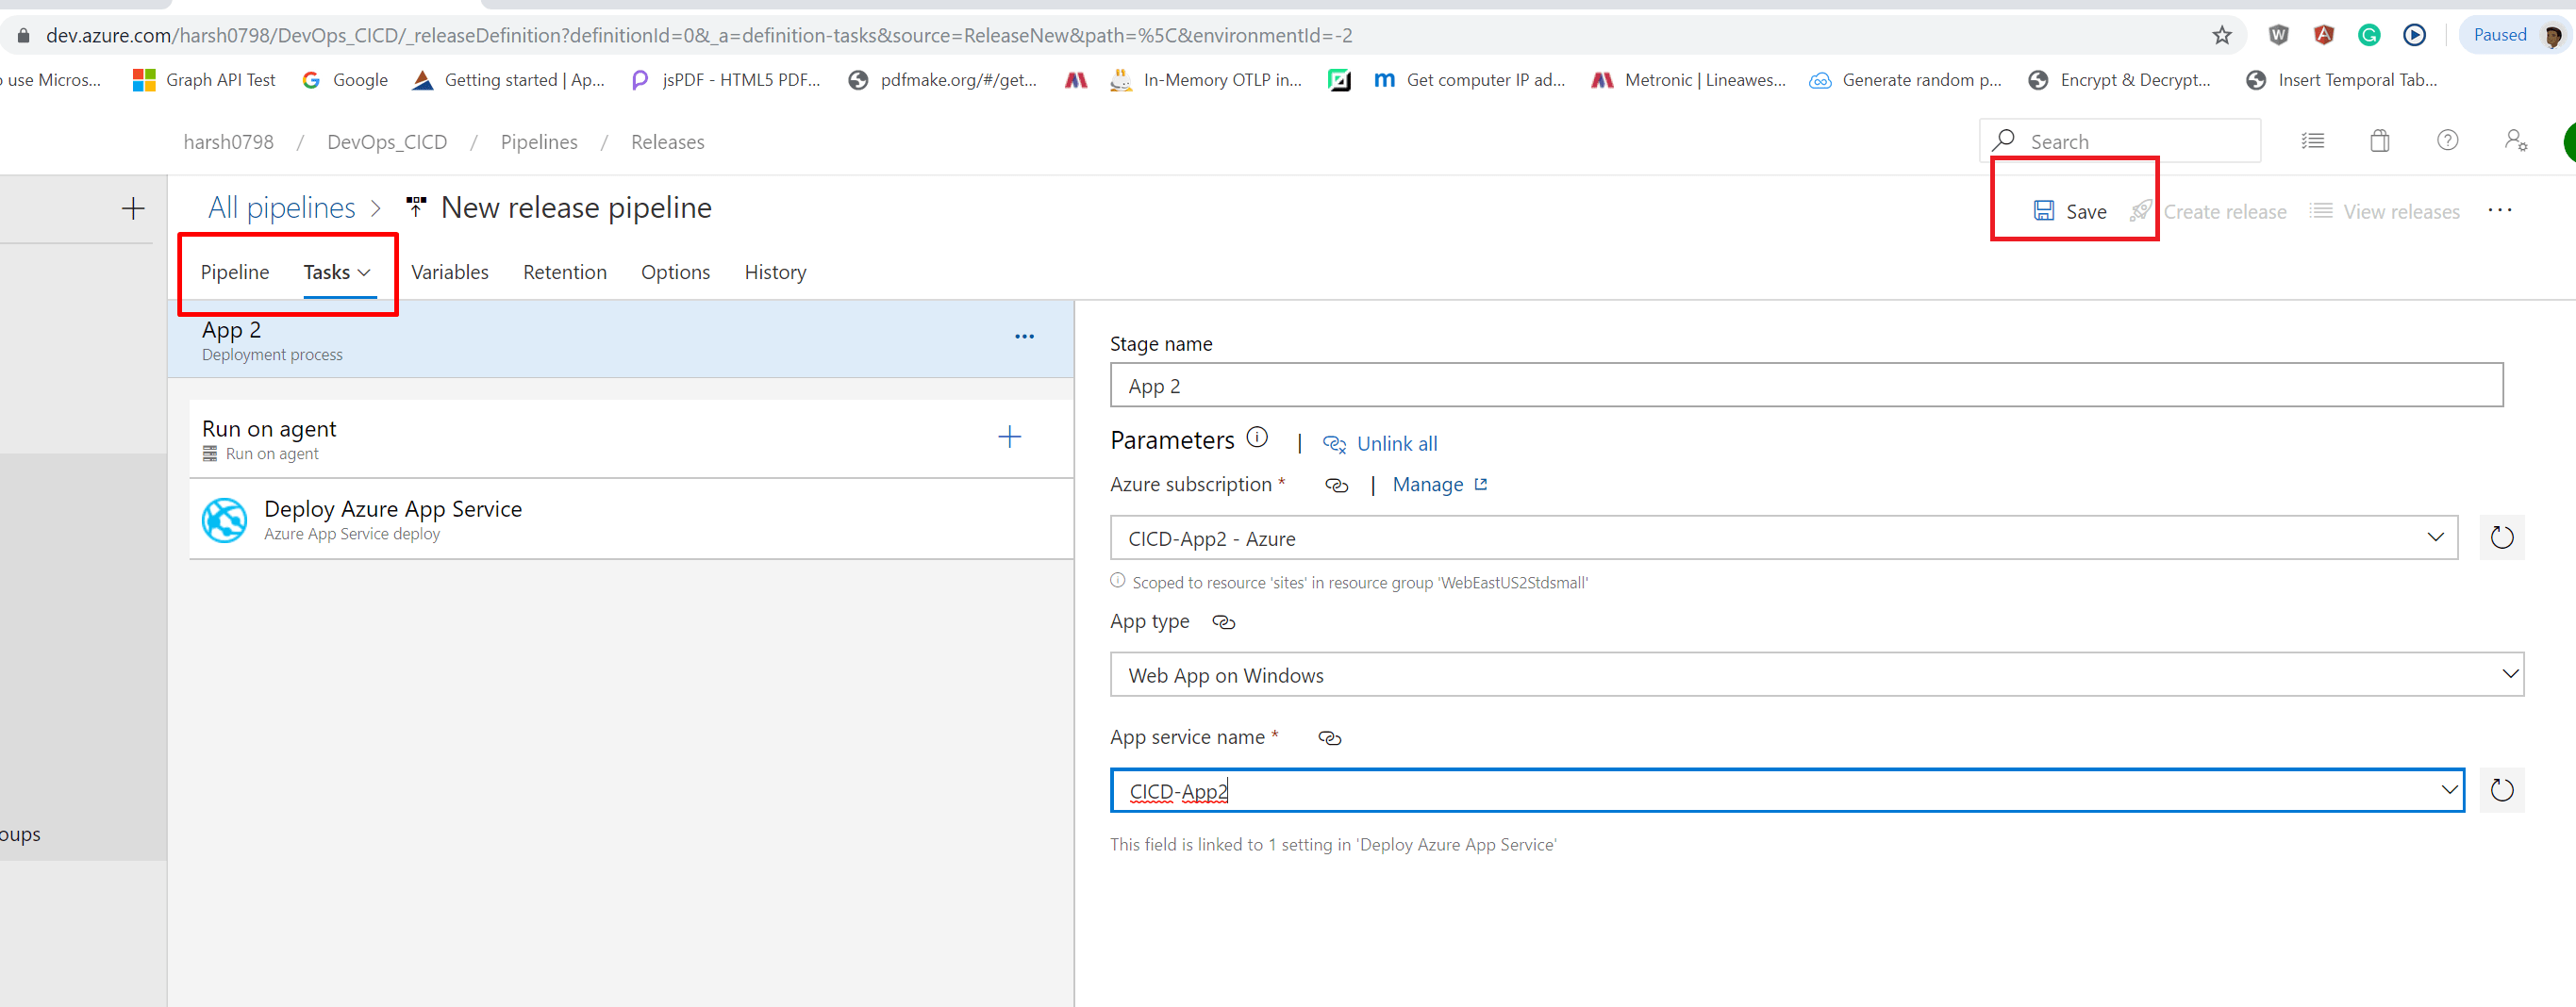 dev.azure.com/harsh0798/DevOps_CICD/_releaseDefinition?definitionId=0&_a=definition-tasks&source=ReleaseNew&path=%5C&environmentId=-2
Paused
use Micros... Graph API Test Google Getting started | Ap... jsPDF - HTML5 PDF... pdfmake.org/#/get... In-Memory OTLP in... Get computer IP ad... Metronic | Lineawes... Generate random p... Encrypt & Decrypt... Insert Temporal Tab...
harsh0798 / DevOps_CICD / Pipelines / Releases
Search
All pipelines > New release pipeline
Save Create release View releases ...
Pipeline Tasks Variables Retention Options History
App 2
Deployment process
Run on agent
Run on agent
Deploy Azure App Service
Azure App Service deploy
oups
Stage name
App 2
Parameters | Unlink all
Azure subscription * | Manage
CICD-App2 - Azure
Scoped to resource 'sites' in resource group 'WebEastUS2Stdsmall'
App type
Web App on Windows
App service name *
CICD-App2
This field is linked to 1 setting in 'Deploy Azure App Service'